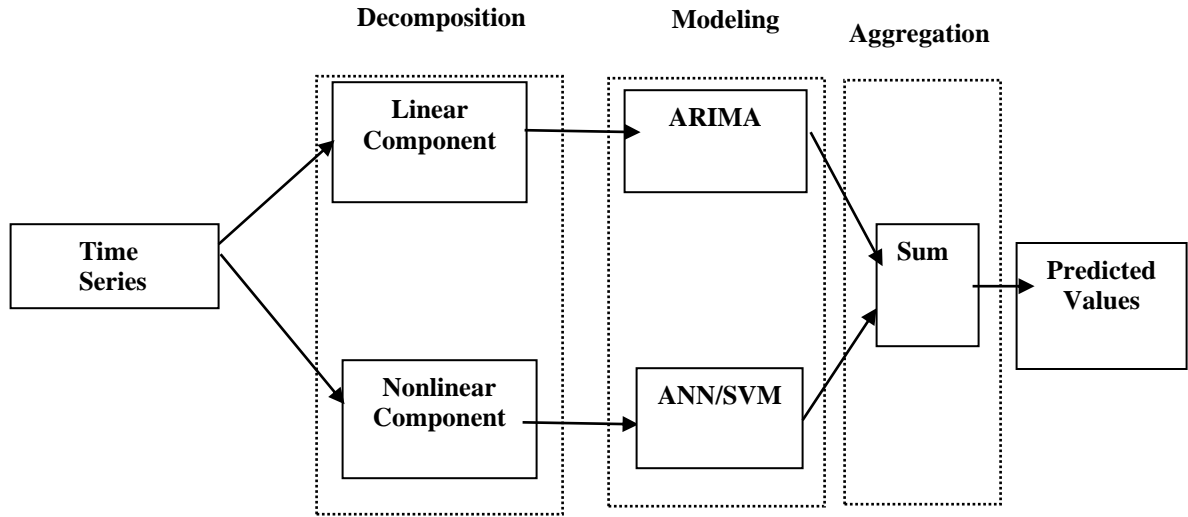 Decomposition
Modeling
Aggregation
Linear
Component
ARIMA
Time
Series
Sum
Predicted
Values
Nonlinear
Component
ANN/SVM